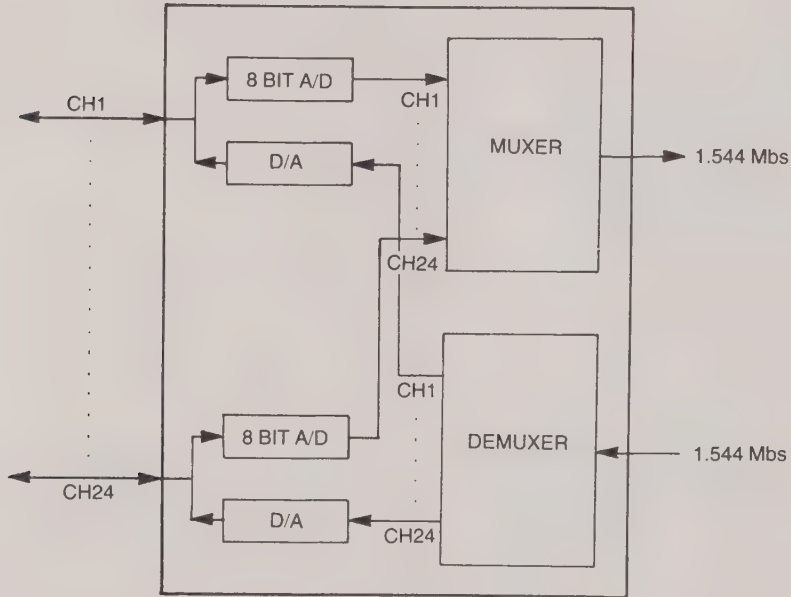 8 BIT A/D
CH1
CH1
MUXER
D/A
1.544 Mbs
CH24
CH1
8 BIT A/D
DEMUXER
1.544 Mbs
CH24
D/A
CH24